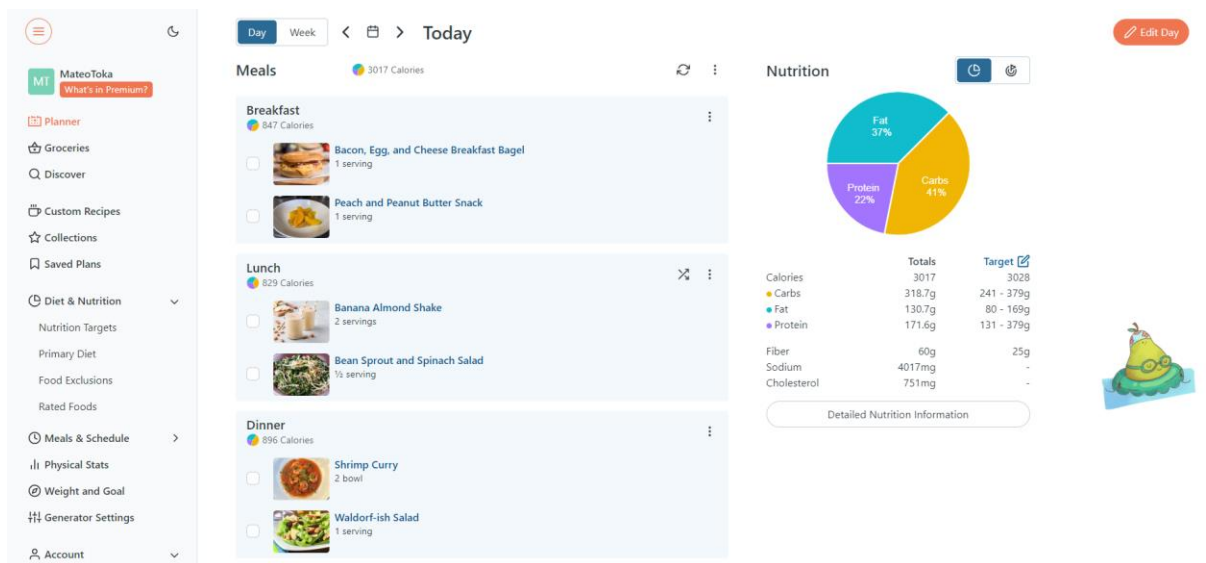 MT
MateoToka
What's in Premium?
Planner
Groceries
Discover
Custom Recipes
Collections
Saved Plans
Diet & Nutrition
Nutrition Targets
Primary Diet
Food Exclusions
Rated Foods
Meals & Schedule
Physical Stats
Weight and Goal
Generator Settings
Account
Day Week Today
Edit Day
Meals 3017 Calories
Breakfast
847 Calories
Bacon, Egg, and Cheese Breakfast Bagel
1 serving
Peach and Peanut Butter Snack
1 serving
Lunch
829 Calories
Banana Almond Shake
2 servings
Bean Sprout and Spinach Salad
½ serving
Dinner
896 Calories
Shrimp Curry
2 bowl
Waldorf-ish Salad
1 serving
Nutrition
Fat
37%
Carbs
41%
Protein
22%
Totals Target
Calories 3017 3028
Carbs 318.7g 241 - 379g
Fat 130.7g 80 - 169g
Protein 171.6g 131 - 379g
Fiber 60g 25g
Sodium 4017mg -
Cholesterol 751mg -
Detailed Nutrition Information